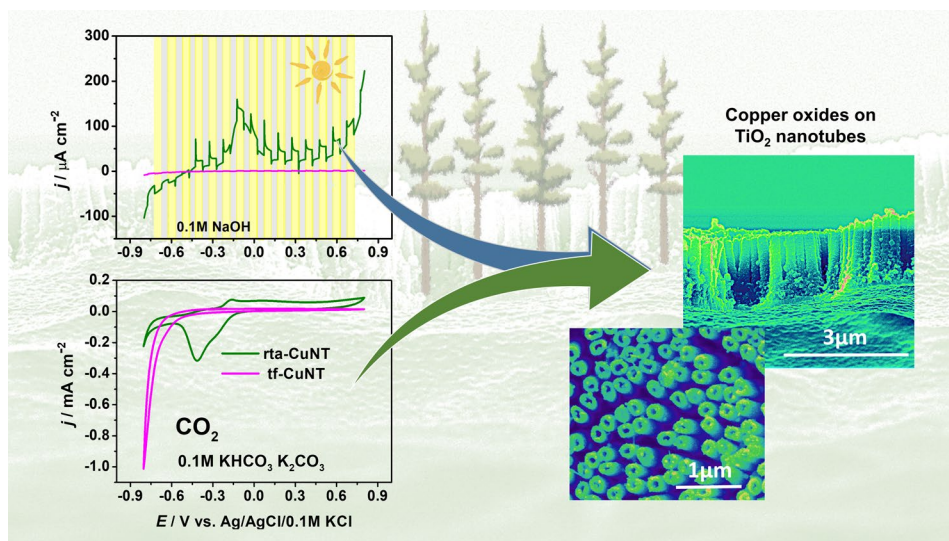 300
200
100
0
-100
j / µA cm⁻²
0.1M NaOH
-0.9 -0.6 -0.3 0.0 0.3 0.6 0.9
0.2
0.0
-0.2
-0.4
-0.6
-0.8
-1.0
j / mA cm⁻²
rta-CuNT
tf-CuNT
CO₂
0.1M KHCO₃ K₂CO₃
-0.9 -0.6 -0.3 0.0 0.3 0.6 0.9
E / V vs. Ag/AgCl/0.1M KCl
Copper oxides on
TiO₂ nanotubes
3µm
1µm